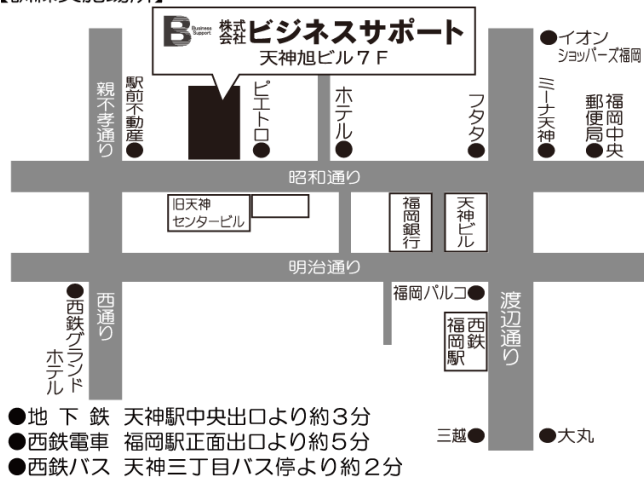 Business Support
株式会社ビジネスサポート
天神旭ビル7F
親不孝通り
駅前不動産
ピエトロ
ホテル
フタタ
イオン
ショッパーズ福岡
ミーナ天神
福岡中央
郵便局
昭和通り
旧天神
センタービル
福岡銀行
天神ビル
明治通り
西鉄グランド
ホテル
西通り
福岡パルコ
西鉄
福岡駅
渡辺通り
三越
大丸
●地下鉄 天神駅中央出口より約3分
●西鉄電車 福岡駅正面出口より約5分
●西鉄バス 天神三丁目バス停より約2分